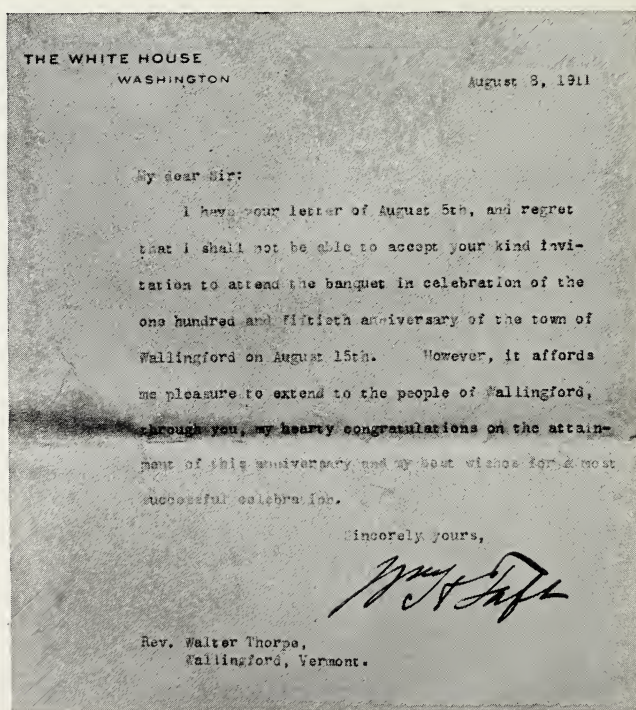 THE WHITE HOUSE
WASHINGTON
August 8, 1911
My dear Sir:
I have your letter of August 5th, and regret
that I shall not be able to accept your kind invi-
tation to attend the banquet in celebration of the
one hundred and fiftieth anniversary of the town of
Wallingford on August 15th. However, it affords
me pleasure to extend to the people of Wallingford,
through you, my hearty congratulations on the attain-
ment of this anniversary and my best wishes for a most
successful celebration.
Sincerely yours,
Wm H Taft
Rev. Walter Thorpe,
Wallingford, Vermont.